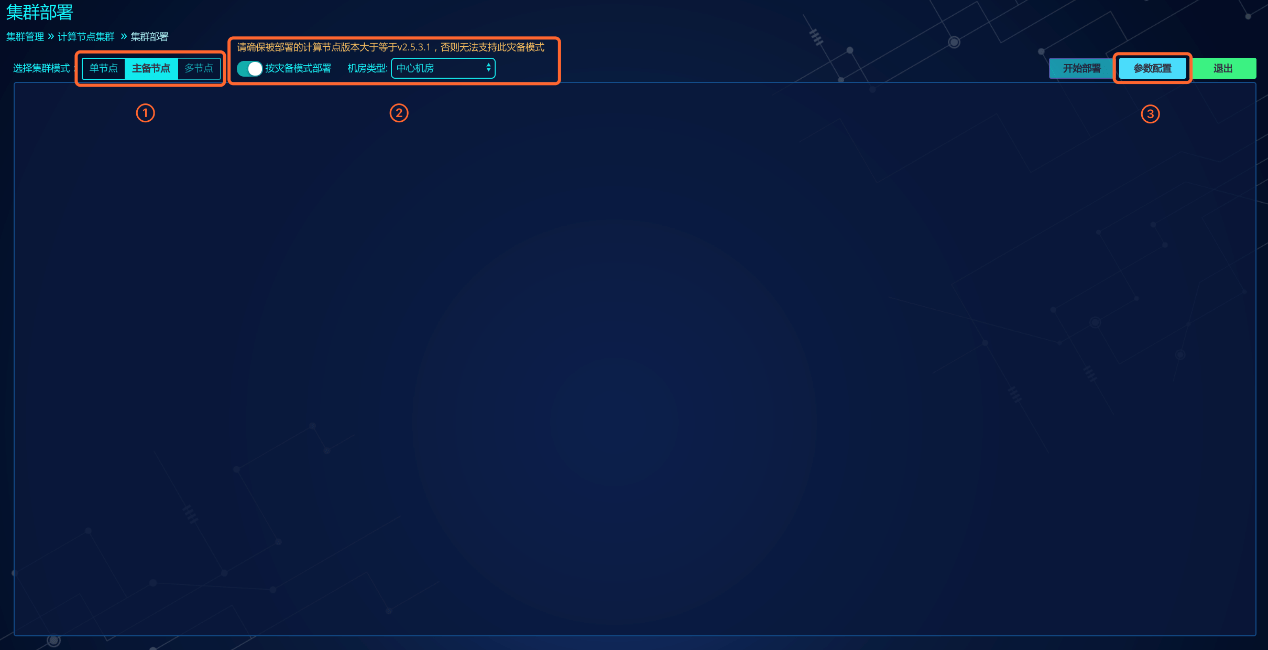 集群部署
集群管理 » 计算节点集群 » 集群部署
请确保被部署的计算节点版本大于等于v2.5.3.1，否则无法支持此灾备模式
选择集群模式： 单节点 主备节点 多节点 按灾备模式部署 机房类型: 中心机房 开始部署 参数配置 退出
① ② ③